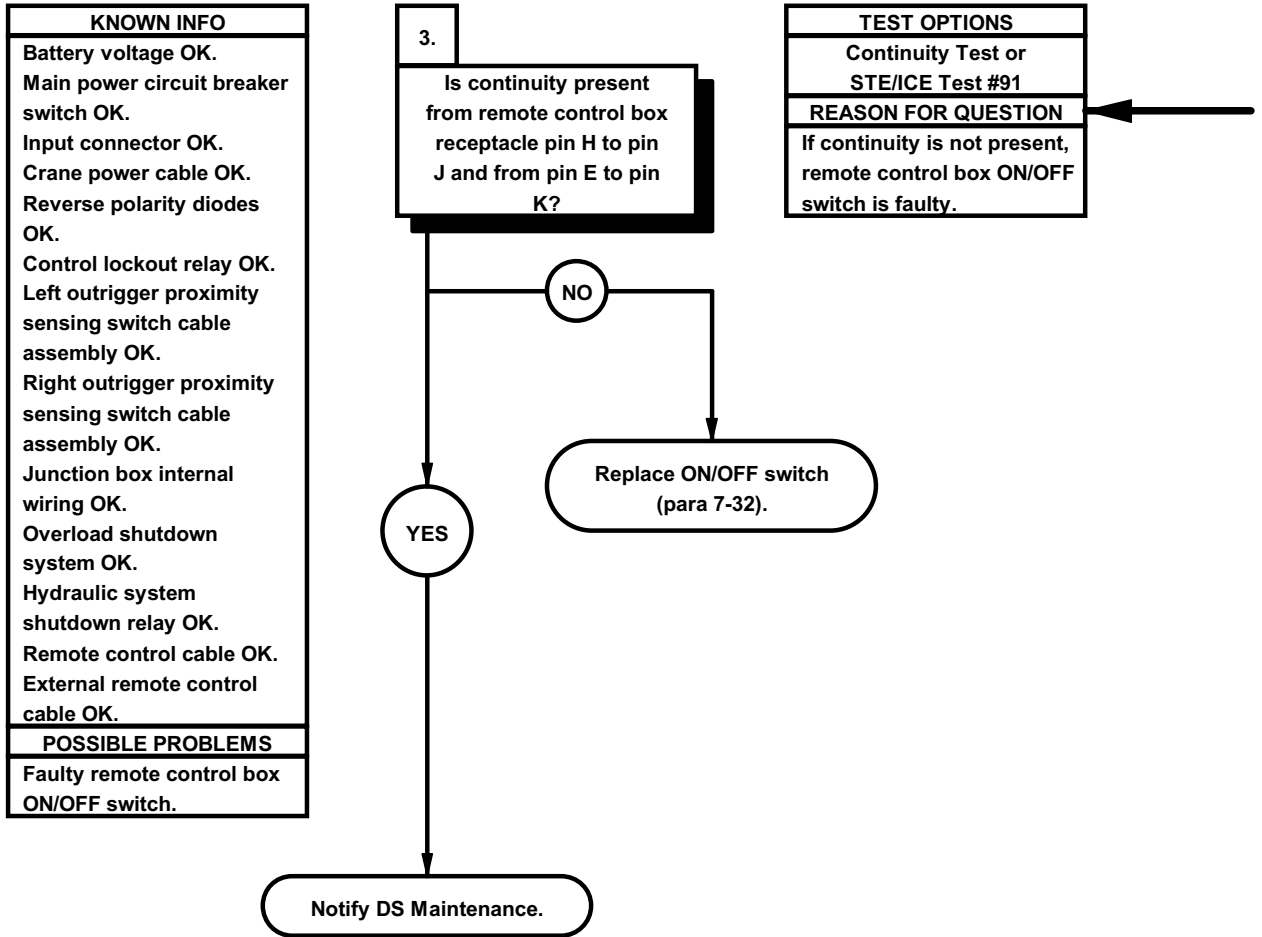 KNOWN INFO
Battery voltage OK.
Main power circuit breaker
switch OK.
Input connector OK.
Crane power cable OK.
Reverse polarity diodes
OK.
Control lockout relay OK.
Left outrigger proximity
sensing switch cable
assembly OK.
Right outrigger proximity
sensing switch cable
assembly OK.
Junction box internal
wiring OK.
Overload shutdown
system OK.
Hydraulic system
shutdown relay OK.
Remote control cable OK.
External remote control
cable OK.
POSSIBLE PROBLEMS
Faulty remote control box
ON/OFF switch.
3.
Is continuity present
from remote control box
receptacle pin H to pin
J and from pin E to pin
K?
TEST OPTIONS
Continuity Test or
STE/ICE Test #91
REASON FOR QUESTION
If continuity is not present,
remote control box ON/OFF
switch is faulty.
NO
Replace ON/OFF switch
(para 7-32).
YES
Notify DS Maintenance.